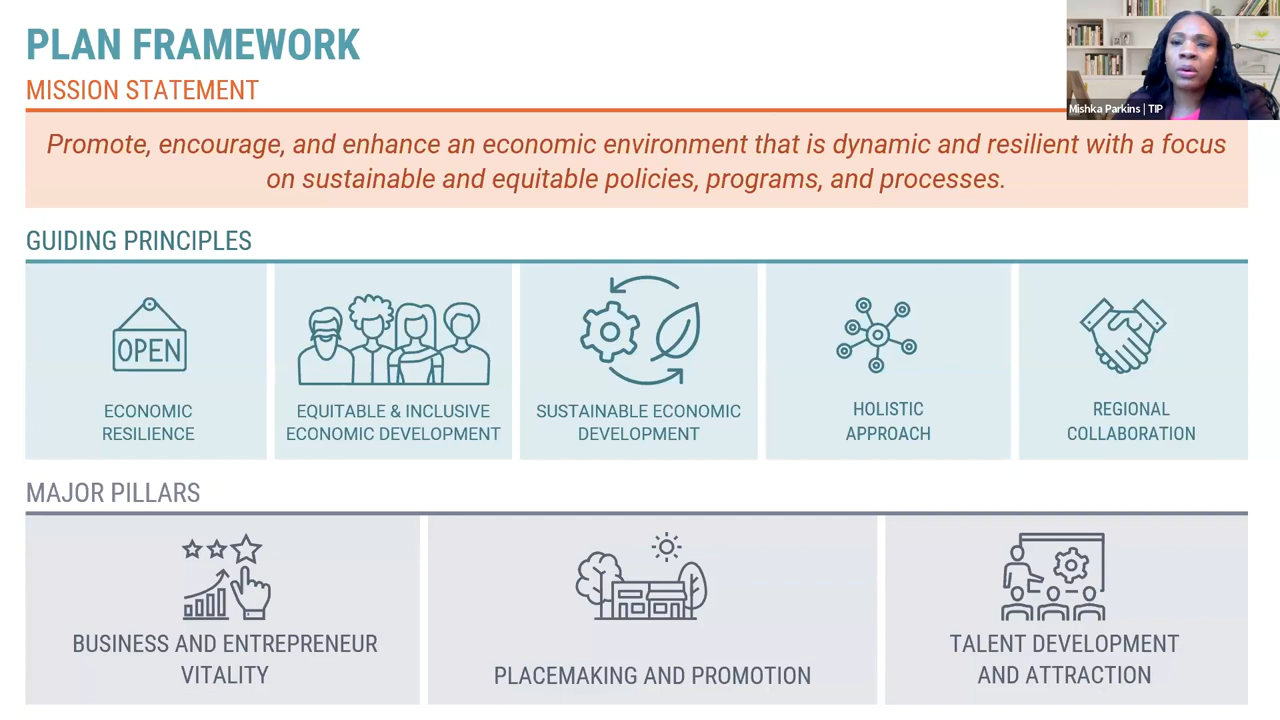 PLAN FRAMEWORK
MISSION STATEMENT
Mishka Parkins | TIP
Promote, encourage, and enhance an economic environment that is dynamic and resilient with a focus
on sustainable and equitable policies, programs, and processes.
GUIDING PRINCIPLES
OPEN
ECONOMIC
RESILIENCE
EQUITABLE & INCLUSIVE
ECONOMIC DEVELOPMENT
SUSTAINABLE ECONOMIC
DEVELOPMENT
HOLISTIC
APPROACH
REGIONAL
COLLABORATION
MAJOR PILLARS
BUSINESS AND ENTREPRENEUR
VITALITY
PLACEMAKING AND PROMOTION
TALENT DEVELOPMENT
AND ATTRACTION